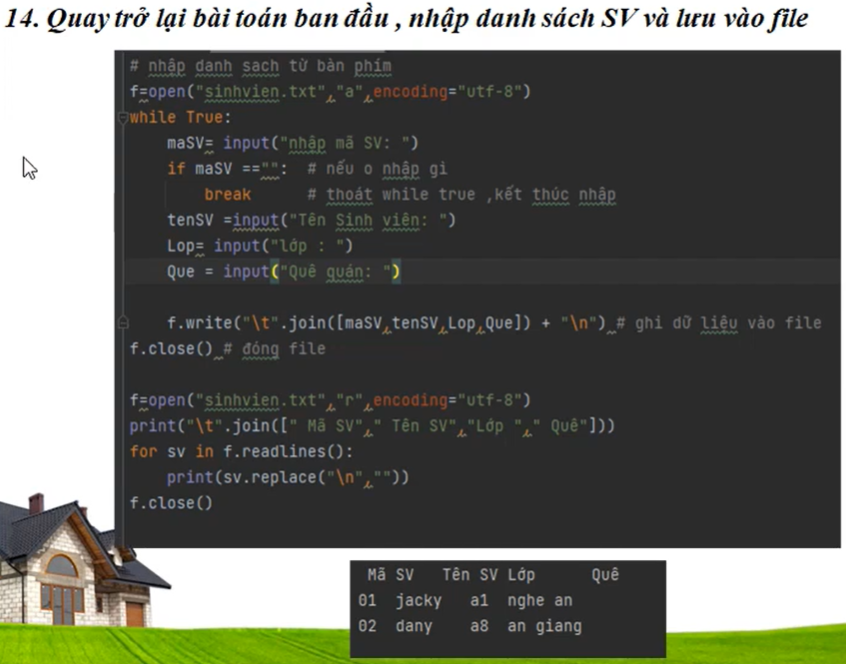 14. Quay trở lại bài toán ban đầu , nhập danh sách SV và lưu vào file
# nhập danh sach từ bàn phím
f=open("sinhvien.txt","a",encoding="utf-8")
while True:
    maSV= input("nhập mã SV: ")
    if maSV =="":  # nếu o nhập gì
        break      # thoát while true ,kết thúc nhập
    tenSV =input("Tên Sinh viên: ")
    Lop= input("lớp : ")
    Que = input("Quê quán: ")
    f.write("\t".join([maSV,tenSV,Lop,Que]) + "\n") # ghi dữ liệu vào file
f.close() # đóng file
f=open("sinhvien.txt","r",encoding="utf-8")
print("\t".join([" Mã SV"," Tên SV","Lớp "," Quê"]))
for sv in f.readlines():
    print(sv.replace("\n",""))
f.close()
Mã SV   Tên SV Lớp      Quê
01  jacky   a1  nghe an
02  dany    a8  an giang